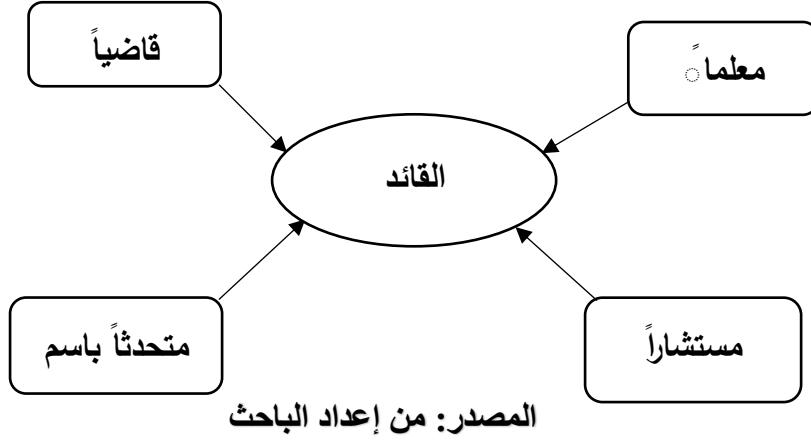 معلماً
قاضياً
القائد
مستشاراً
متحدثاً باسم
المصدر: من إعداد الباحث